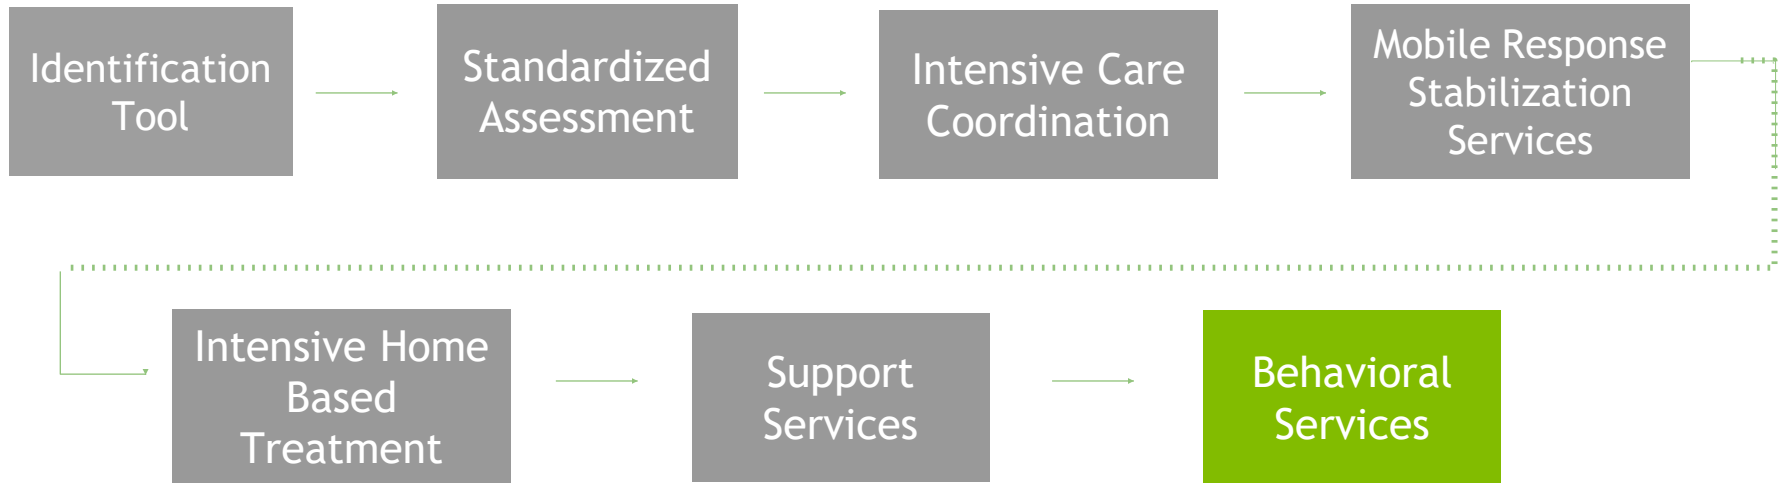 Identification
Tool
Standardized
Assessment
Intensive Care
Coordination
Mobile Response
Stabilization
Services
Intensive Home
Based
Treatment
Support
Services
Behavioral
Services